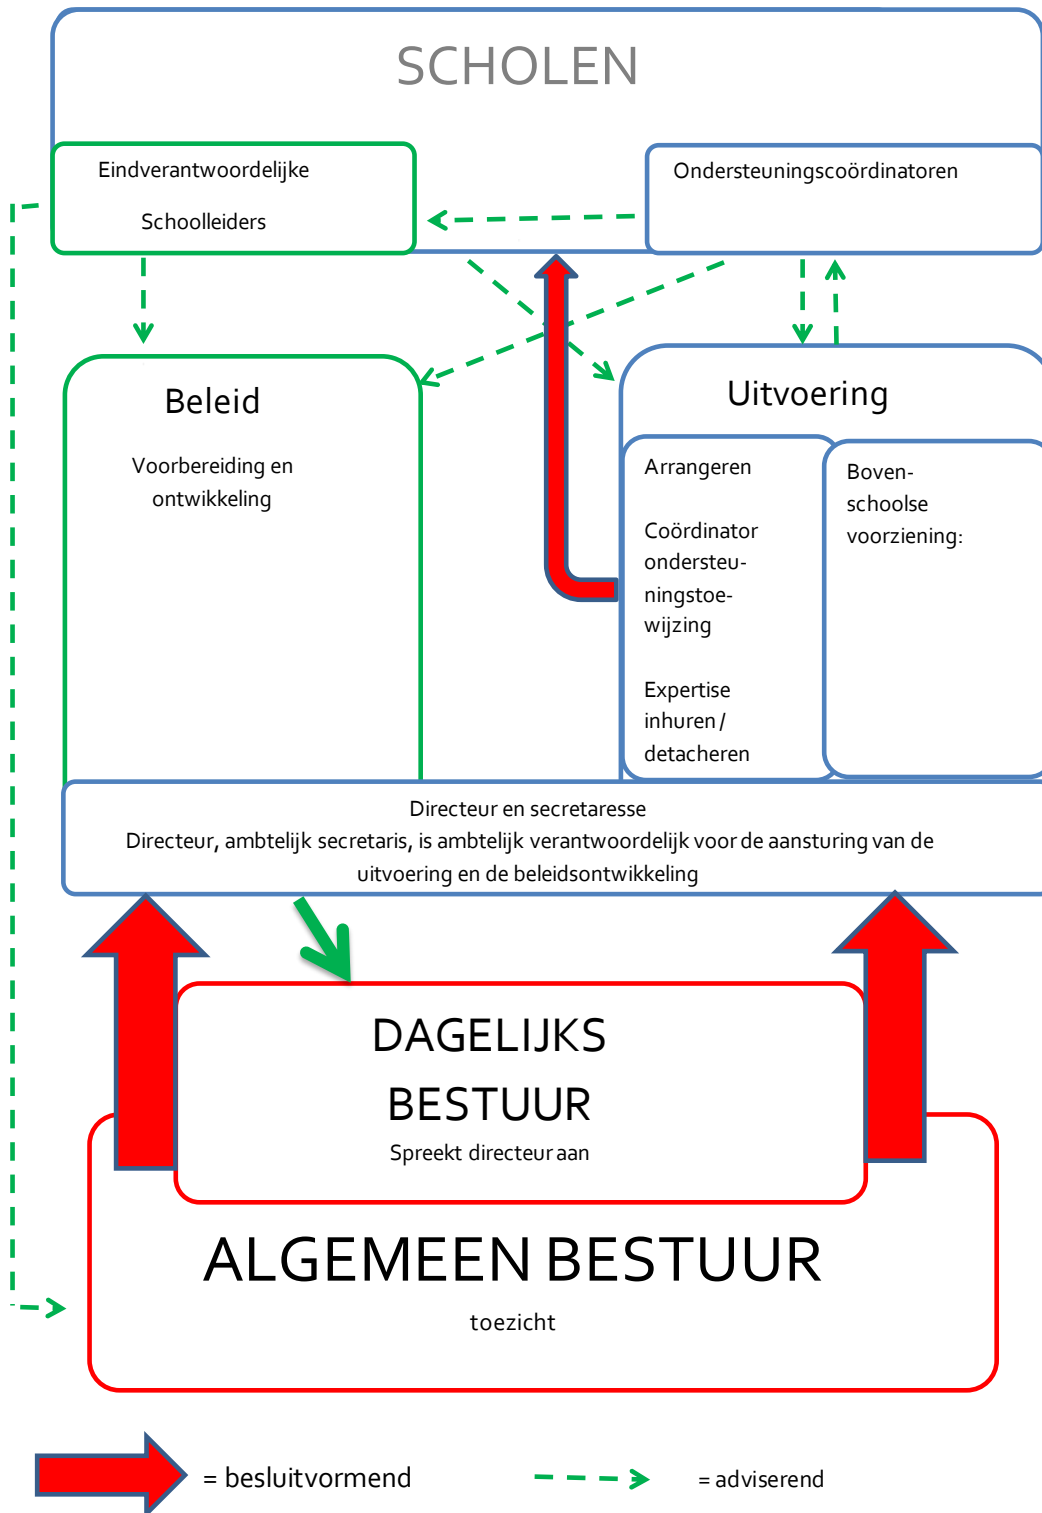 SCHOLEN
Eindverantwoordelijke
Schoolleiders
Ondersteuningscoördinatoren
Beleid
Voorbereiding en
ontwikkeling
Uitvoering
Arrangeren
Coördinator
ondersteu-
ningstoe-
wijzing
Expertise
inhuren /
detacheren
Boven-
schoolse
voorziening:
Directeur en secretaresse
Directeur, ambtelijk secretaris, is ambtelijk verantwoordelijk voor de aansturing van de
uitvoering en de beleidsontwikkeling
DAGELIJKS
BESTUUR
Spreekt directeur aan
ALGEMEEN BESTUUR
toezicht
= besluitvormend
= adviserend